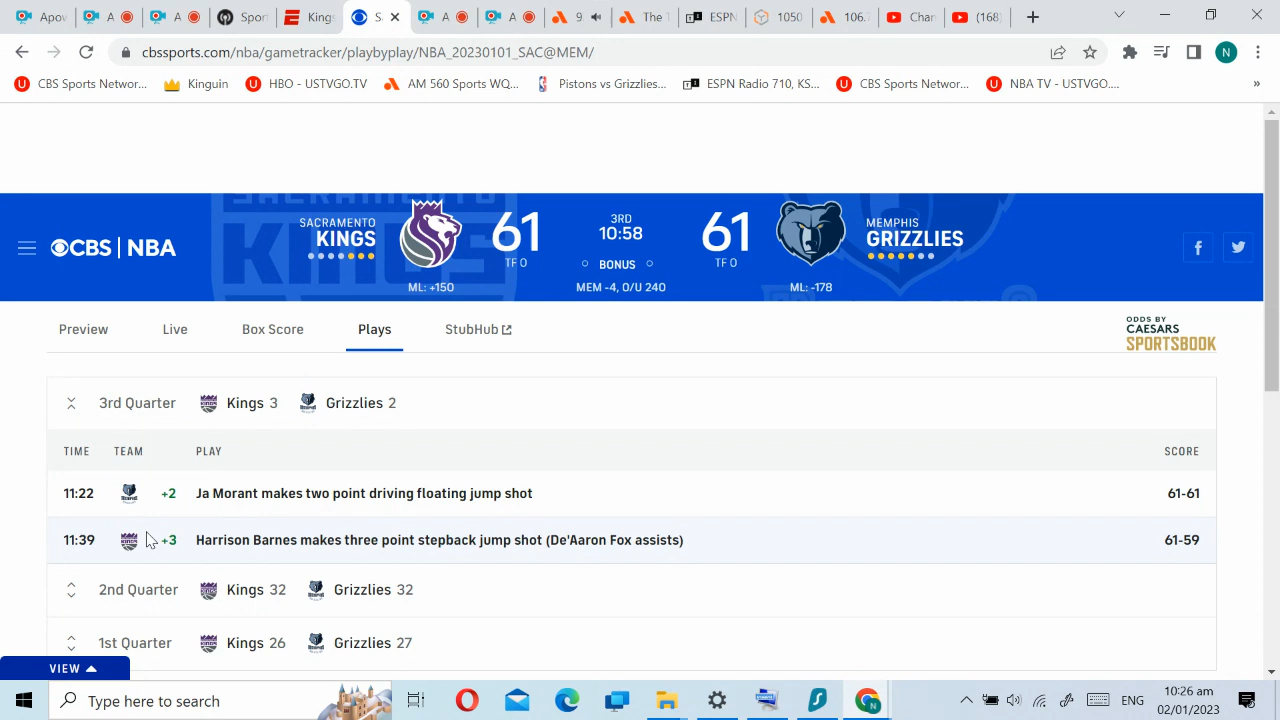 Apov
A
A
Spor
King
S
A
A
9
The T
ESPN
1050
106.7
Char
(168)
cbssports.com/nba/gametracker/playbyplay/NBA_20230101_SAC@MEM/
N
CBS Sports Networ...
Kinguin
HBO - USTVGO.TV
AM 560 Sports WQ...
Pistons vs Grizzlies...
ESPN Radio 710, KS...
CBS Sports Networ...
NBA TV - USTVGO....
»
CBS | NBA
SACRAMENTO
KINGS
61
TF 0
ML: +150
3RD
10:58
BONUS
MEM -4, O/U 240
61
TF 0
ML: -178
MEMPHIS
GRIZZLIES
Preview Live Box Score Plays StubHub
ODDS BY
CAESARS
SPORTSBOOK
3rd Quarter Kings 3 Grizzlies 2
TIME TEAM PLAY SCORE
11:22 +2 Ja Morant makes two point driving floating jump shot 61-61
11:39 +3 Harrison Barnes makes three point stepback jump shot (De'Aaron Fox assists) 61-59
2nd Quarter Kings 32 Grizzlies 32
1st Quarter Kings 26 Grizzlies 27
VIEW
Type here to search
ENG
10:26 am
02/01/2023